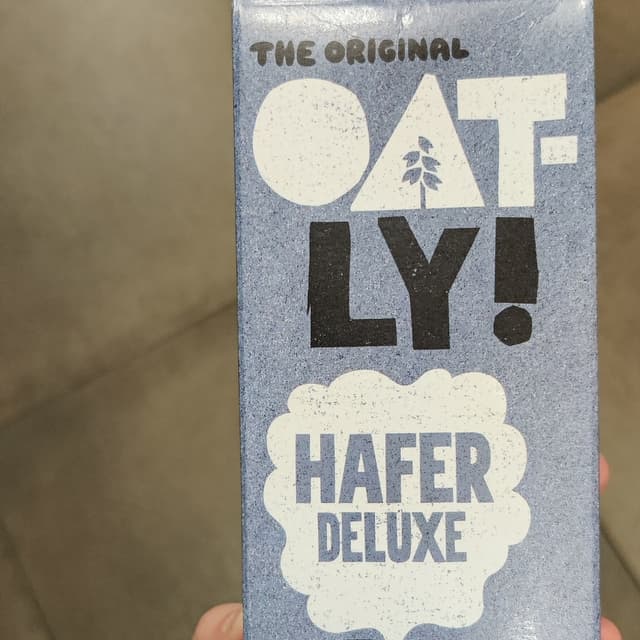 THE ORIGINAL
OAT-
LY!
HAFER
DELUXE